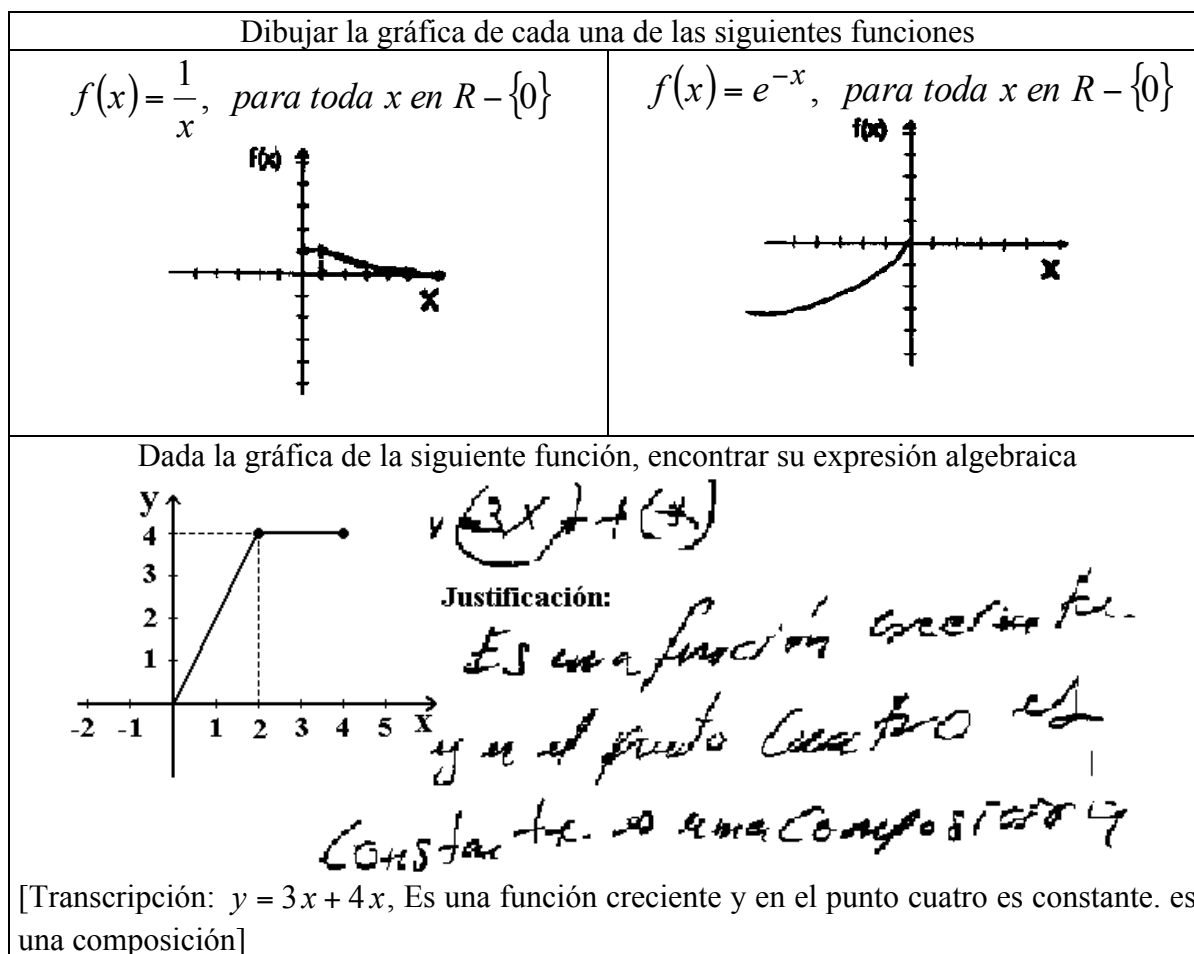 Dibujar la gráfica de cada una de las siguientes funciones
f(x) = 1/x, para toda x en R − {0}
f(x)
X
f(x) = e^{-x}, para toda x en R − {0}
f(x)
X
Dada la gráfica de la siguiente función, encontrar su expresión algebraica
y
4
3
2
1
-2 -1 1 2 3 4 5 x
Justificación:
Es una función creciente
y en el punto cuatro es
constante. es una composición
[Transcripción: y = 3x + 4x, Es una función creciente y en el punto cuatro es constante. es
una composición]